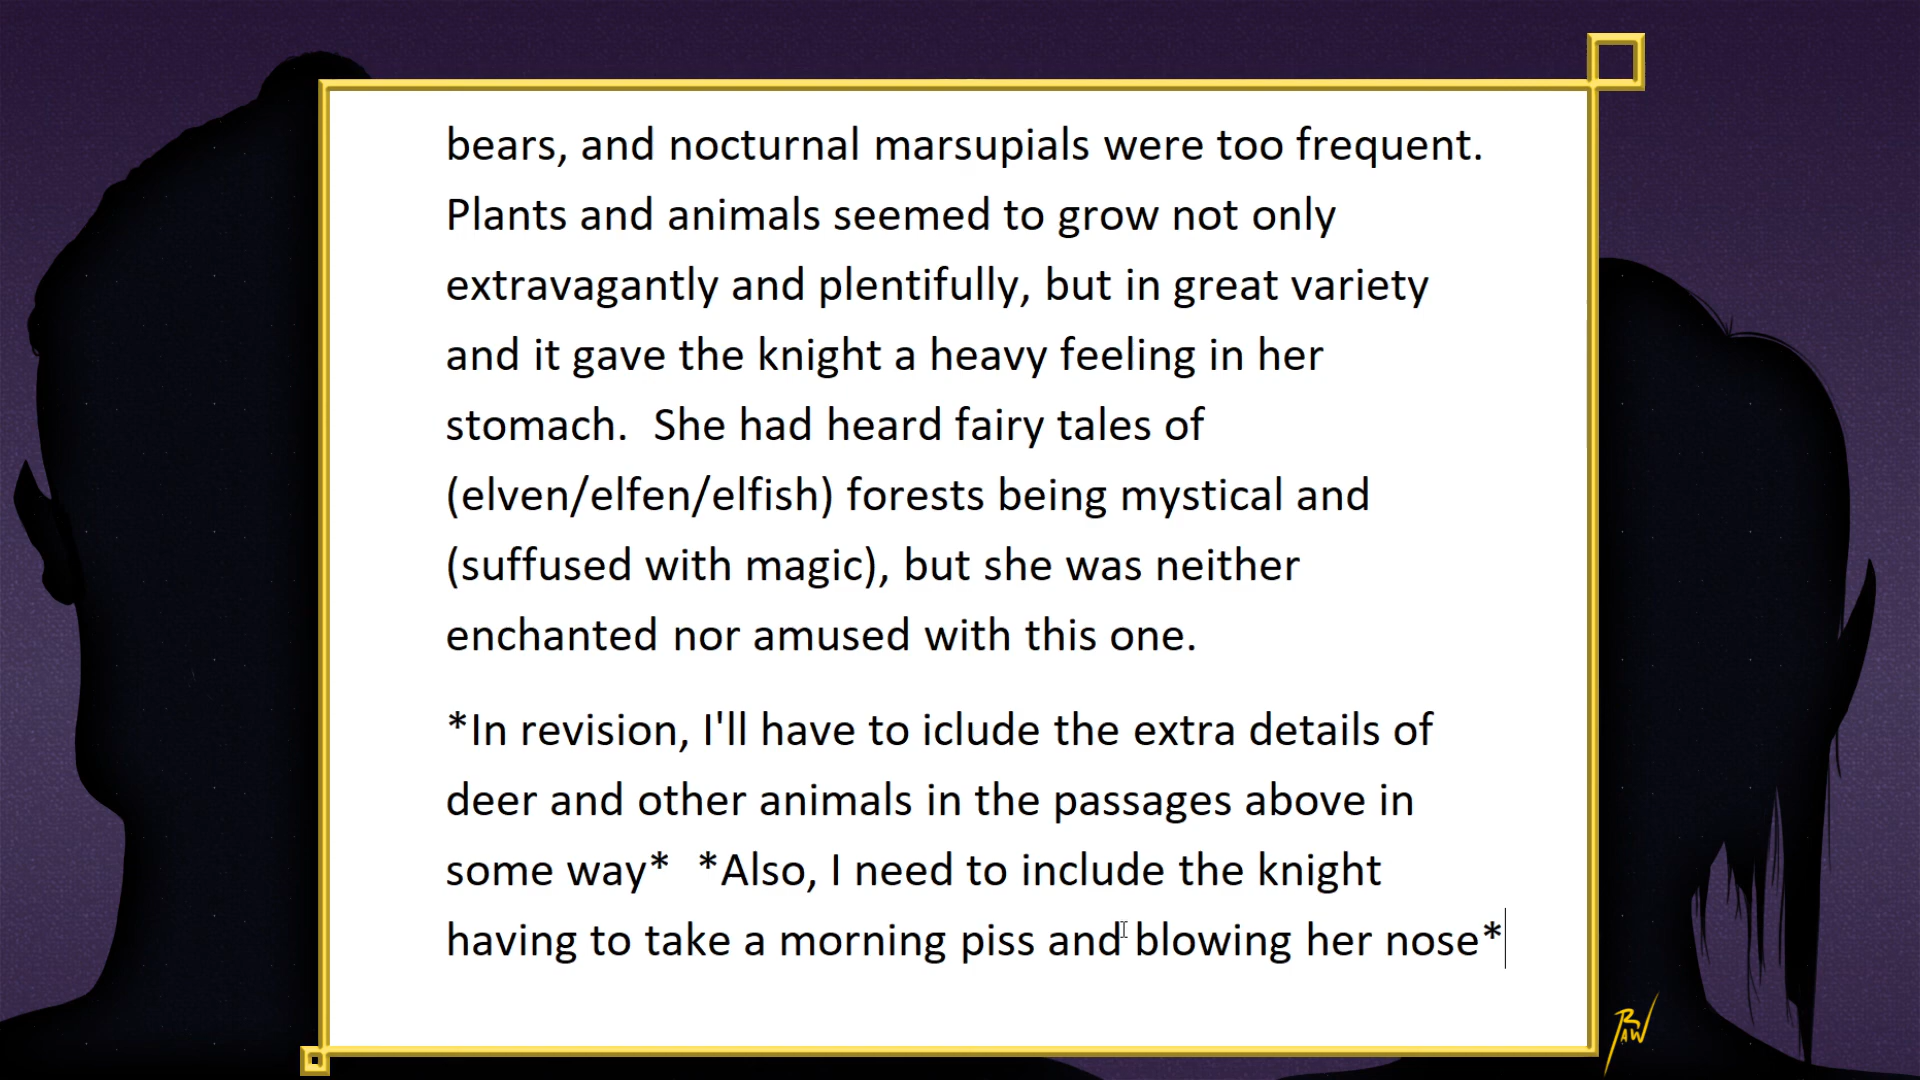 bears, and nocturnal marsupials were too frequent.
Plants and animals seemed to grow not only
extravagantly and plentifully, but in great variety
and it gave the knight a heavy feeling in her
stomach.  She had heard fairy tales of
(elven/elfen/elfish) forests being mystical and
(suffused with magic), but she was neither
enchanted nor amused with this one.
*In revision, I'll have to iclude the extra details of
deer and other animals in the passages above in
some way*  *Also, I need to include the knight
having to take a morning piss and blowing her nose*
RAW